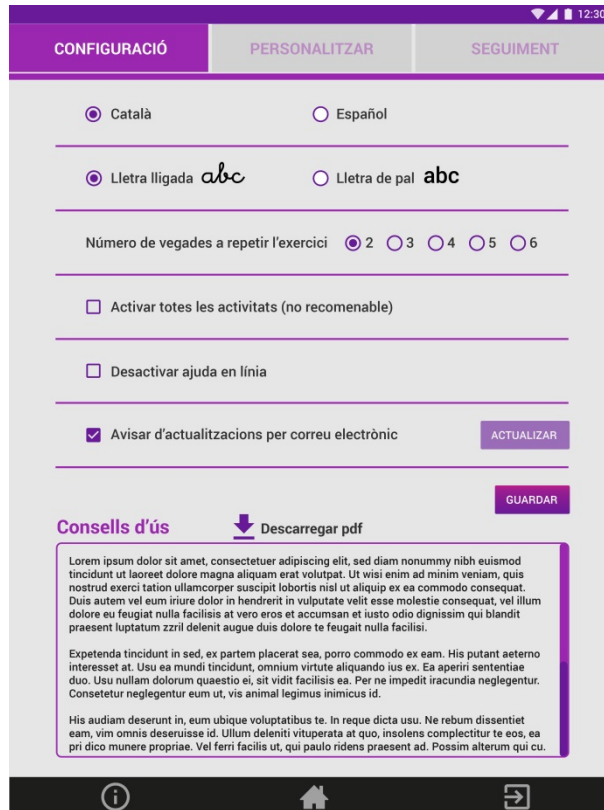 12:30
CONFIGURACIÓ PERSONALITZAR SEGUIMENT
Català Español
Lletra lligada abc Lletra de pal abc
Número de vegades a repetir l'exercici 2 3 4 5 6
Activar totes les activitats (no recomenable)
Desactivar ajuda en línia
Avisar d'actualitzacions per correu electrònic ACTUALIZAR
GUARDAR
Consells d'ús Descarregar pdf
Lorem ipsum dolor sit amet, consectetuer adipiscing elit, sed diam nonummy nibh euismod
tincidunt ut laoreet dolore magna aliquam erat volutpat. Ut wisi enim ad minim veniam, quis
nostrud exerci tation ullamcorper suscipit lobortis nisl ut aliquip ex ea commodo consequat.
Duis autem vel eum iriure dolor in hendrerit in vulputate velit esse molestie consequat, vel illum
dolore eu feugiat nulla facilisis at vero eros et accumsan et iusto odio dignissim qui blandit
praesent luptatum zzril delenit augue duis dolore te feugait nulla facilisi.
Expetenda tincidunt in sed, ex partem placerat sea, porro commodo ex eam. His putant aeterno
interesset at. Usu ea mundi tincidunt, omnium virtute aliquando ius ex. Ea aperiri sententiae
duo. Usu nullam dolorum quaestio ei, sit vidit facilisis ea. Per ne impedit iracundia neglegentur.
Consetetur neglegentur eum ut, vis animal legimus inimicus id.
His audiam deserunt in, eum ubique voluptatibus te. In reque dicta usu. Ne rebum dissentiet
eam, vim omnis deseruisse id. Ullum deleniti vituperata at quo, insolens complectitur te eos, ea
pri dico munere propriae. Vel ferri facilis ut, qui paulo ridens praesent ad. Possim alterum qui cu.